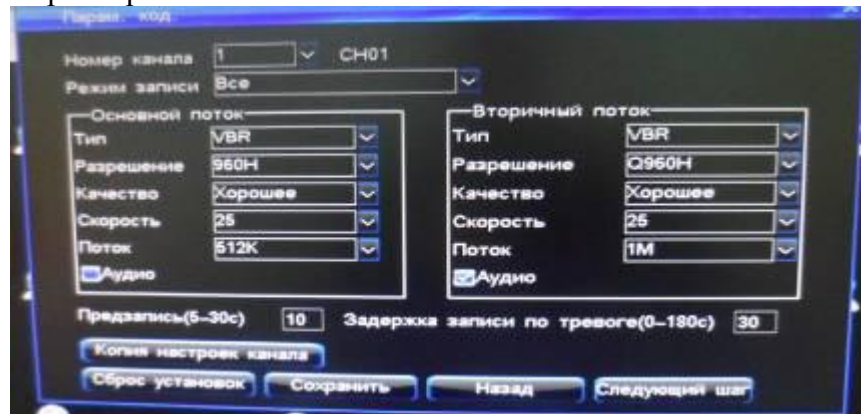 Парам. код
Номер канала 1 CH01
Режим записи Все
Основной поток Вторичный поток
Тип VBR Тип VBR
Разрешение 960H Разрешение Q960H
Качество Хорошее Качество Хорошее
Скорость 25 Скорость 25
Поток 512K Поток 1M
Аудио Аудио
Предзапись(5-30с) 10 Задержка записи по тревоге(0-180с) 30
Копия настроек канала
Сброс установок Сохранить Назад Следующий шаг